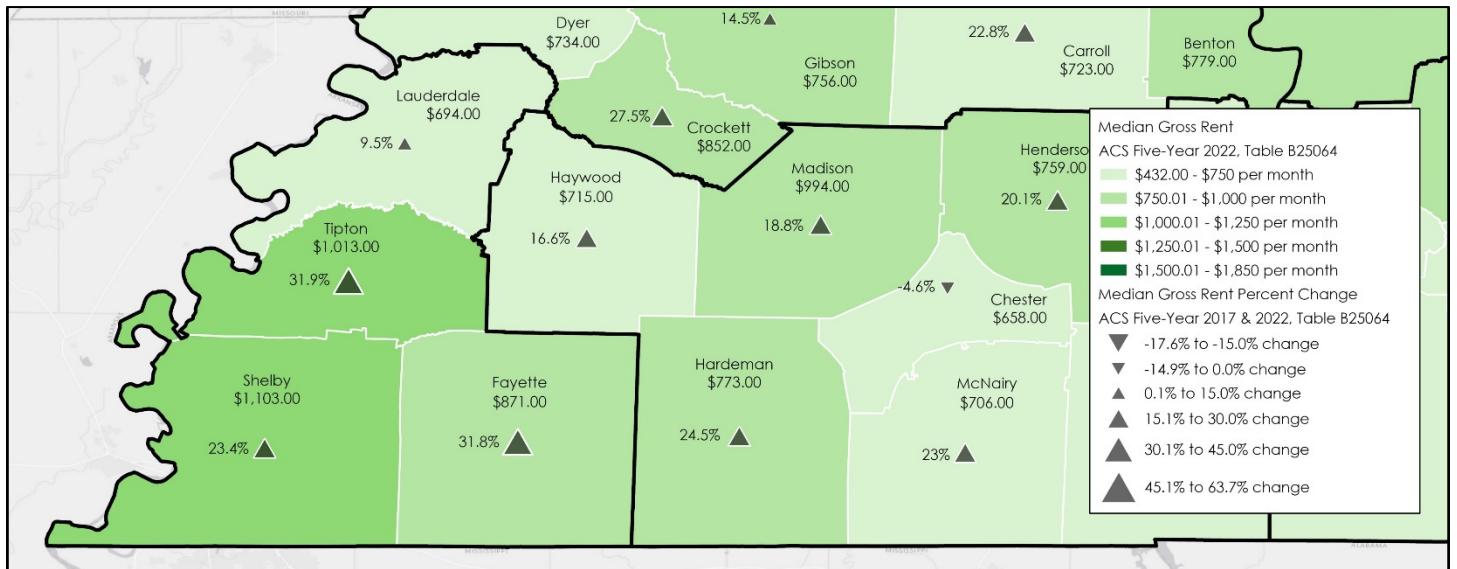 MISSOURI
Dyer
$734.00
14.5%
Gibson
$756.00
22.8%
Carroll
$723.00
Benton
$779.00
Lauderdale
$694.00
9.5%
27.5%
Crockett
$852.00
Haywood
$715.00
16.6%
Madison
$994.00
18.8%
Henderso
$759.00
20.1%
Tipton
$1,013.00
31.9%
-4.6%
Chester
$658.00
Shelby
$1,103.00
23.4%
Fayette
$871.00
31.8%
Hardeman
$773.00
24.5%
McNairy
$706.00
23%
Median Gross Rent
ACS Five-Year 2022, Table B25064
$432.00 - $750 per month
$750.01 - $1,000 per month
$1,000.01 - $1,250 per month
$1,250.01 - $1,500 per month
$1,500.01 - $1,850 per month
Median Gross Rent Percent Change
ACS Five-Year 2017 & 2022, Table B25064
-17.6% to -15.0% change
-14.9% to 0.0% change
0.1% to 15.0% change
15.1% to 30.0% change
30.1% to 45.0% change
45.1% to 63.7% change
MISSISSIPPI
MISSISSIPPI
ALABAMA